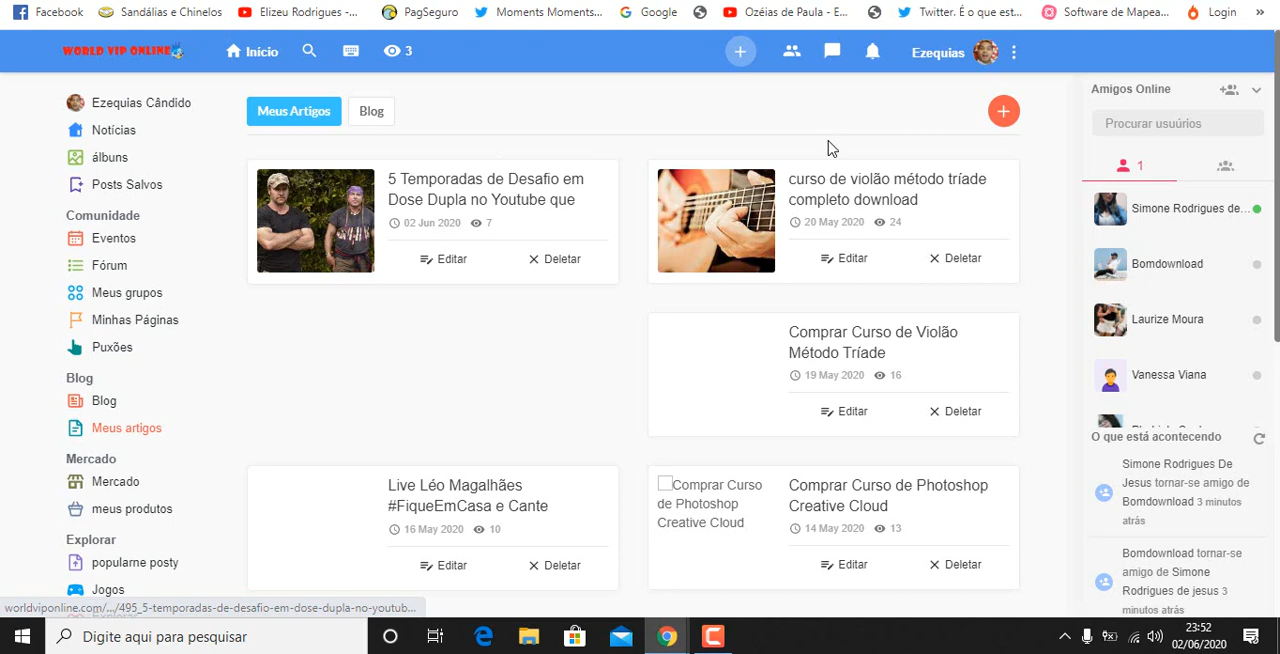 Facebook
Sandálias e Chinelos
Elizeu Rodrigues -...
PagSeguro
Moments Moments...
Google
Ozéias de Paula - E...
Twitter. É o que est...
Software de Mapea...
Login
»
WORLD VIP ONLINE
Inicio
3
Ezequias
Ezequias Cândido
Notícias
álbuns
Posts Salvos
Comunidade
Eventos
Fórum
Meus grupos
Minhas Páginas
Puxões
Blog
Blog
Meus artigos
Mercado
Mercado
meus produtos
Explorar
popularne posty
Jogos
Meus Artigos
Blog
5 Temporadas de Desafio em
Dose Dupla no Youtube que
02 Jun 2020
7
Editar
Deletar
curso de violão método tríade
completo download
20 May 2020
24
Editar
Deletar
Comprar Curso de Violão
Método Tríade
19 May 2020
16
Editar
Deletar
Live Léo Magalhães
#FiqueEmCasa e Cante
16 May 2020
10
Editar
Deletar
Comprar Curso
de Photoshop
Creative Cloud
Comprar Curso de Photoshop
Creative Cloud
14 May 2020
13
Editar
Deletar
Amigos Online
Procurar usuários
1
Simone Rodrigues de...
Bomdownload
Laurize Moura
Vanessa Viana
O que está acontecendo
Simone Rodrigues De
Jesus tornar-se amigo de
Bomdownload 3 minutos
atrás
Bomdownload tornar-se
amigo de Simone
Rodrigues de jesus 3
minutos atrás
worldviponline.com/.../495_5-temporadas-de-desafio-em-dose-dupla-no-youtub...
Digite aqui para pesquisar
23:52
02/06/2020